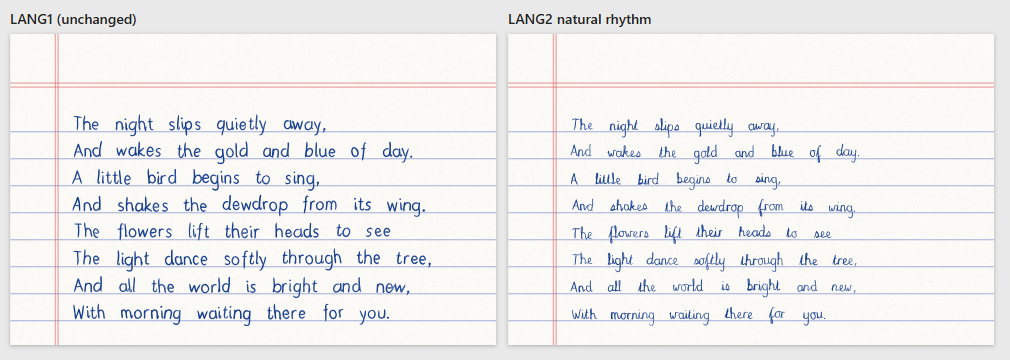 LANG1 (unchanged)
The night slips quietly away,
And wakes the gold and blue of day.
A little bird begins to sing,
And shakes the dewdrop from its wing.
The flowers lift their heads to see
The light dance softly through the tree,
And all the world is bright and new,
With morning waiting there for you.
LANG2 natural rhythm
The night slips quietly away,
And wakes the gold and blue of day.
A little bird begins to sing,
And shakes the dewdrop from its wing.
The flowers lift their heads to see
The light dance softly through the tree,
And all the world is bright and new,
With morning waiting there for you.